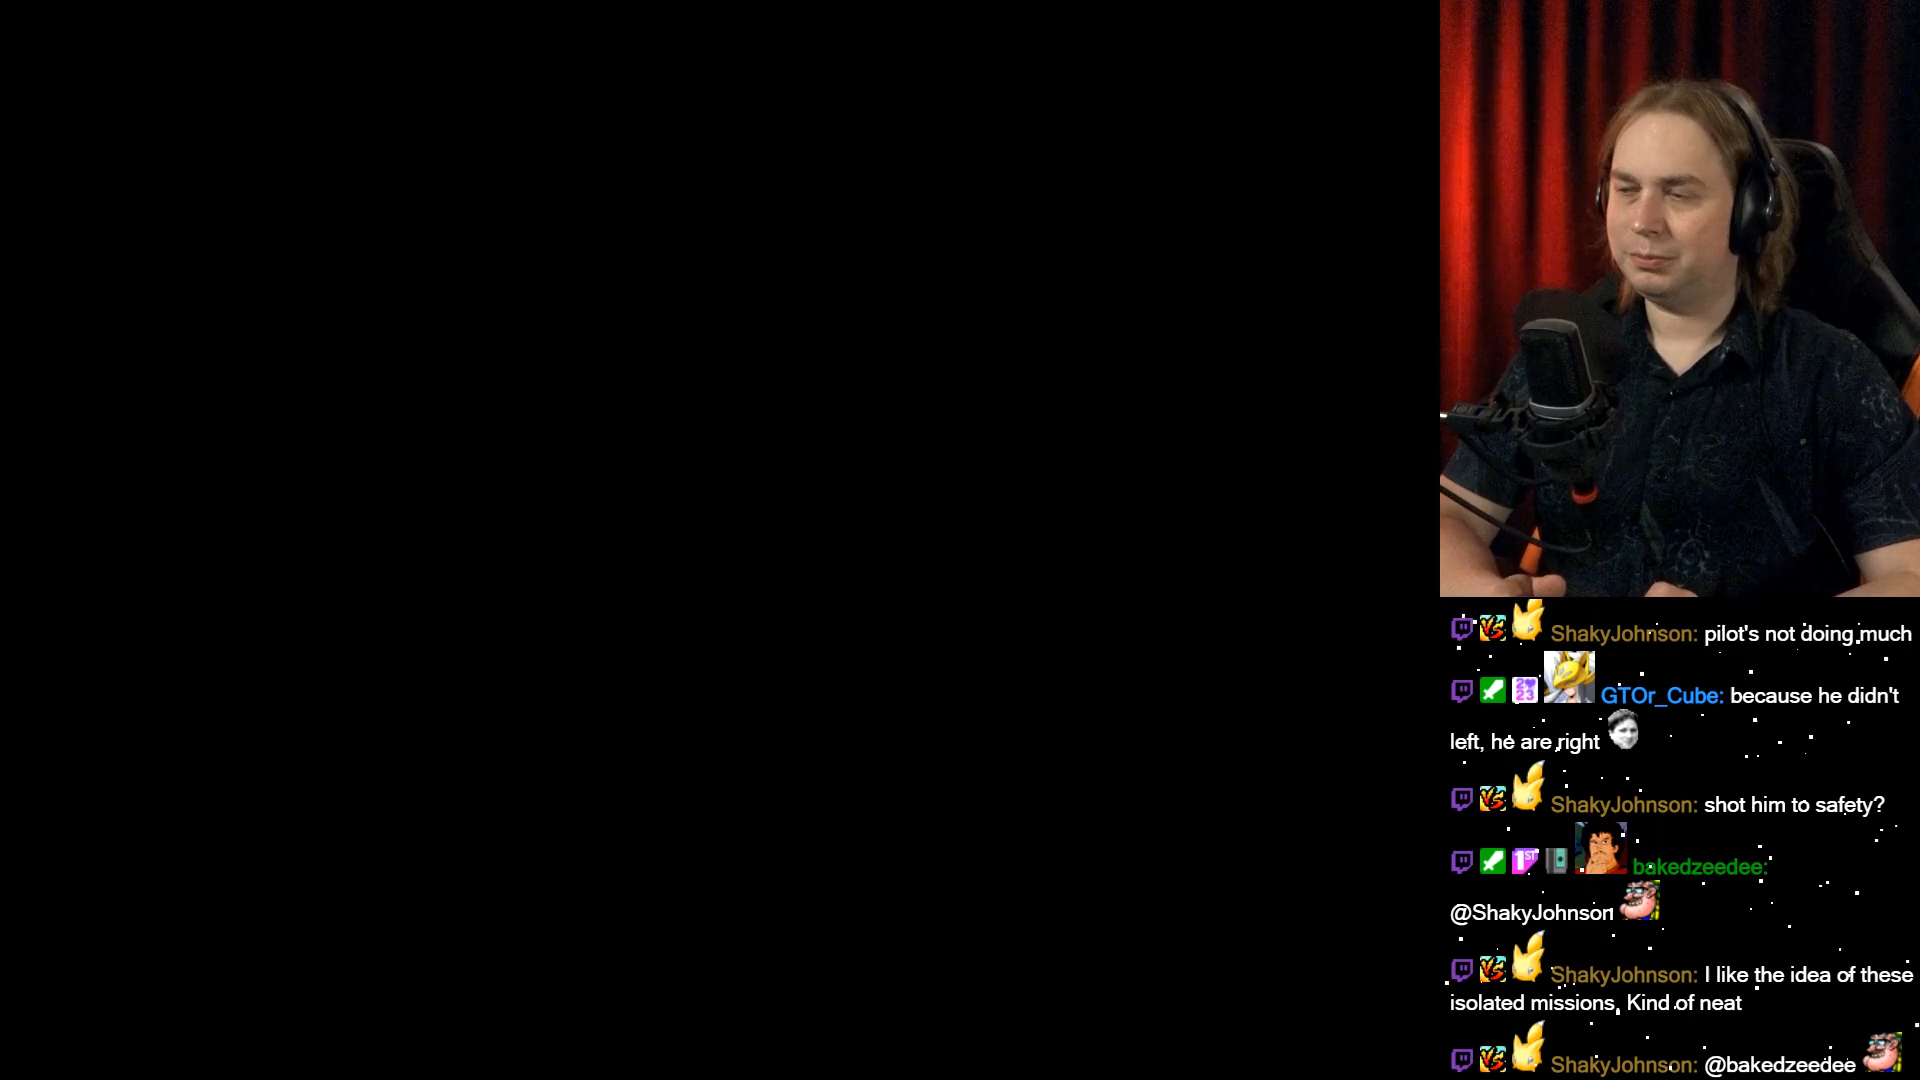 ShakyJohnson: pilot's not doing much
GTOr_Cube: because he didn't
left, he are right
ShakyJohnson: shot him to safety?
bakedzeedee:
@ShakyJohnson
ShakyJohnson: I like the idea of these
isolated missions, Kind of neat
ShakyJohnson: @bakedzeedee